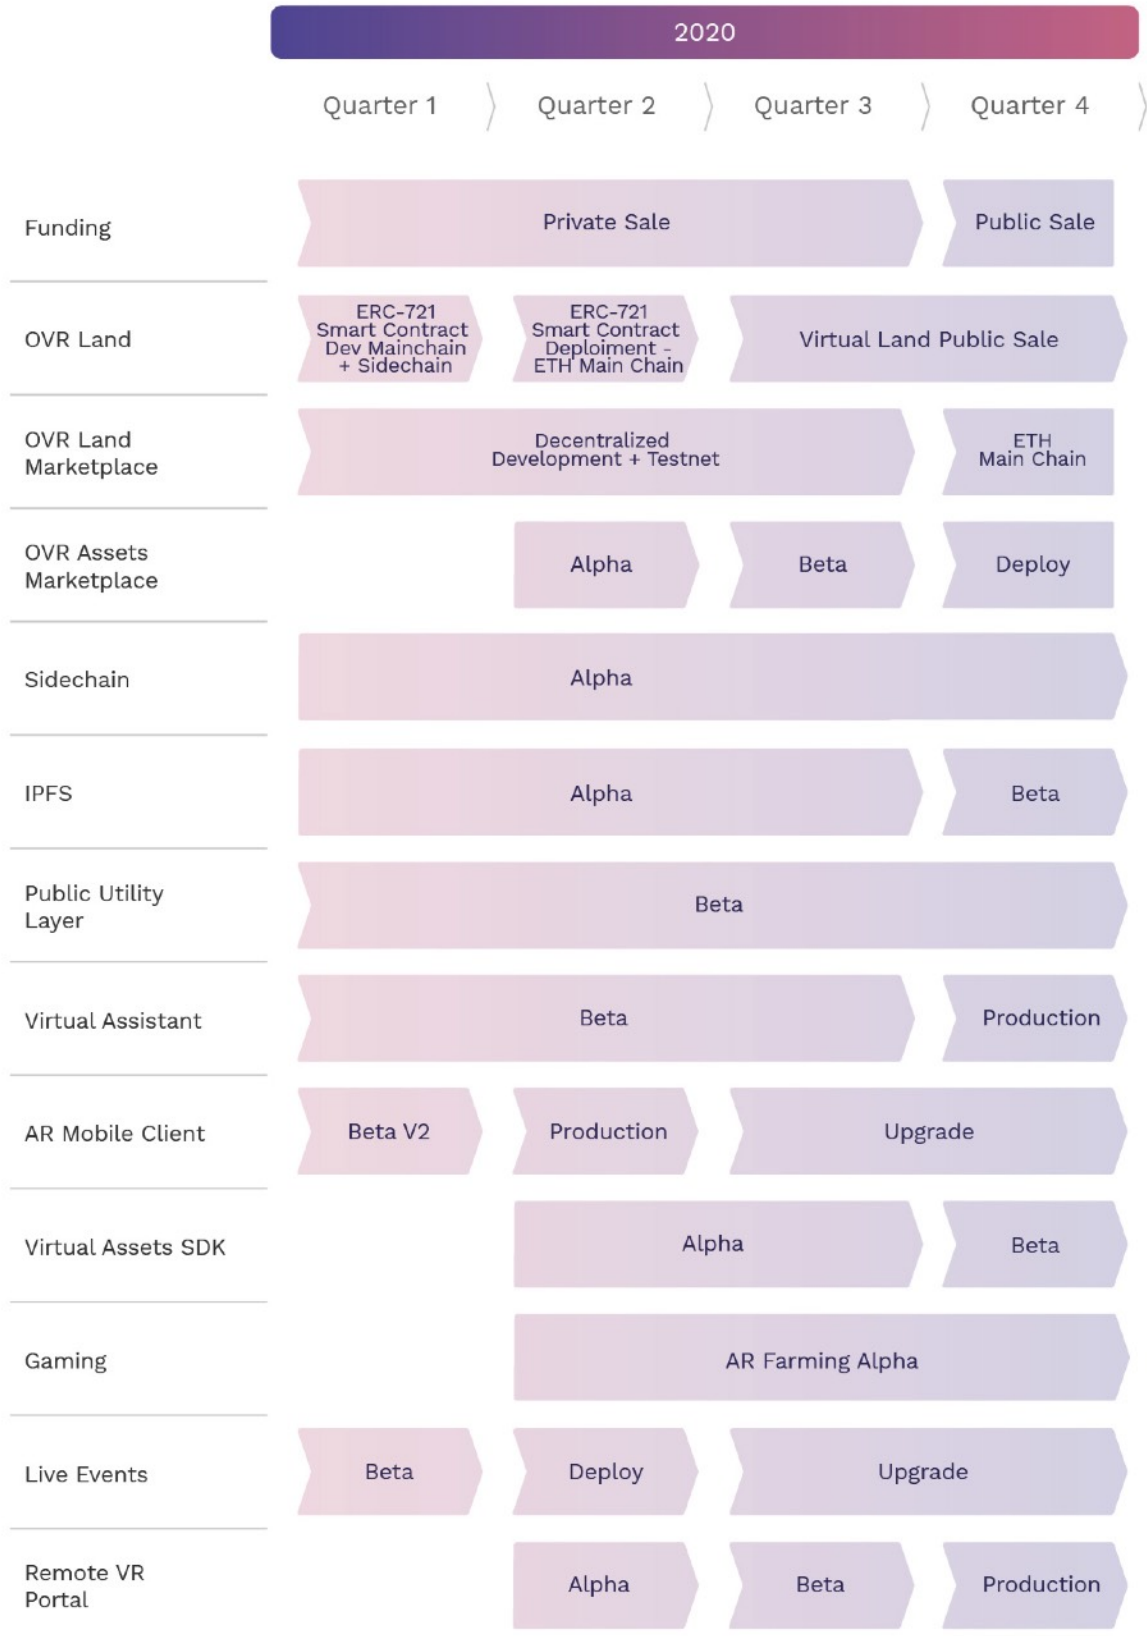 2020
Quarter 1
Quarter 2
Quarter 3
Quarter 4
Funding
Private Sale
Public Sale
OVR Land
ERC-721
Smart Contract
Dev Mainchain
+ Sidechain
ERC-721
Smart Contract
Deploiment -
ETH Main Chain
Virtual Land Public Sale
OVR Land
Marketplace
Decentralized
Development + Testnet
ETH
Main Chain
OVR Assets
Marketplace
Alpha
Beta
Deploy
Sidechain
Alpha
IPFS
Alpha
Beta
Public Utility
Layer
Beta
Virtual Assistant
Beta
Production
AR Mobile Client
Beta V2
Production
Upgrade
Virtual Assets SDK
Alpha
Beta
Gaming
AR Farming Alpha
Live Events
Beta
Deploy
Upgrade
Remote VR
Portal
Alpha
Beta
Production